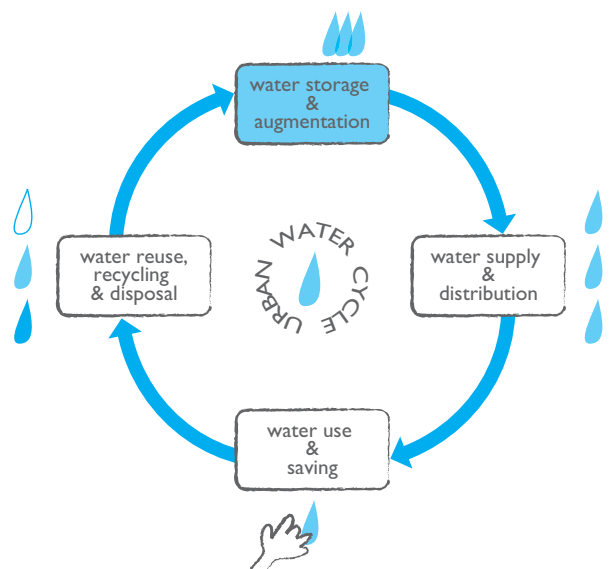 water storage
&
augmentation
water reuse,
recycling
& disposal
URBAN WATER CYCLE
water supply
&
distribution
water use
&
saving